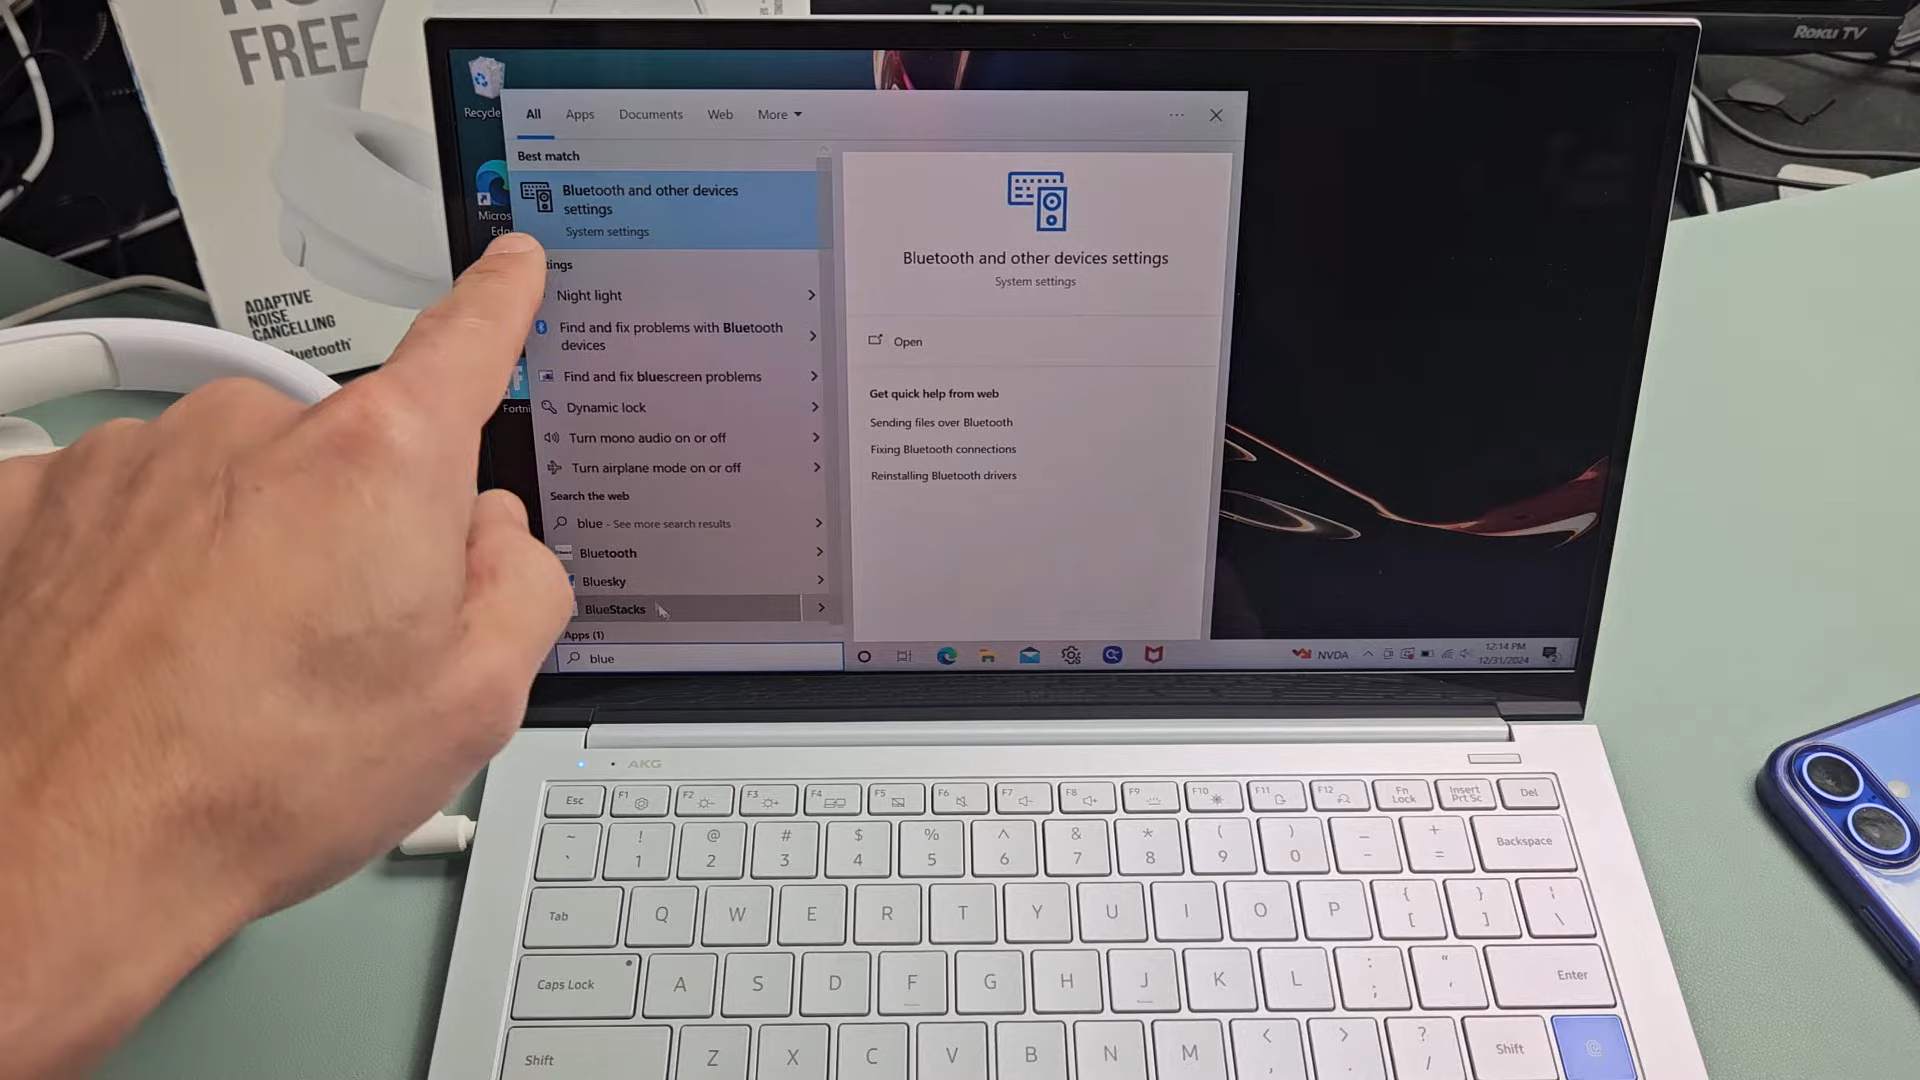 FREE
ADAPTIVE
NOISE
CANCELLING
TCL
Roku TV
Recycle
Micros
Edg
Fortni
All
Apps
Documents
Web
More
Best match
Bluetooth and other devices
settings
System settings
tings
Night light
Find and fix problems with Bluetooth
devices
Find and fix bluescreen problems
Dynamic lock
Turn mono audio on or off
Turn airplane mode on or off
Search the web
blue - See more search results
Bluetooth
Bluesky
BlueStacks
Apps (1)
blue
Bluetooth and other devices settings
System settings
Open
Get quick help from web
Sending files over Bluetooth
Fixing Bluetooth connections
Reinstalling Bluetooth drivers
NVDA
12:14 PM
12/31/2024
AKG
Esc F1 F2 F3 F4 F5 F6 F7 F8 F9 F10 F11 F12 Fn Lock Insert Prt Sc Del
~ ! @ # $ % ^ & * ( ) _ +
` 1 2 3 4 5 6 7 8 9 0 - = Backspace
Tab Q W E R T Y U I O P { [ } ] | \
Caps Lock A S D F G H J K L : ; " ' Enter
Shift Z X C V B N M < , > . ? / Shift @